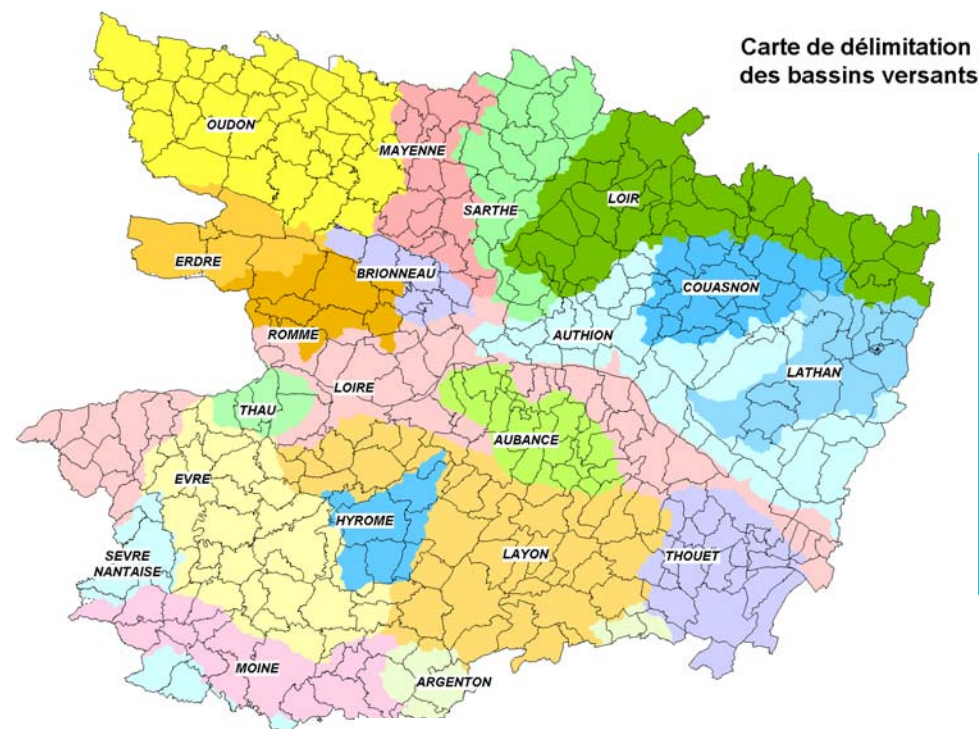 Carte de délimitation
des bassins versants
OUDON
MAYENNE
SARTHE
LOIR
ERDRE
BRIONNEAU
COUASNON
ROMME
AUTHION
LATHAN
LOIRE
THAU
AUBANCE
EVRE
HYROME
LAYON
THOUËT
SEVRE
NANTAISE
MOINE
ARGENTON